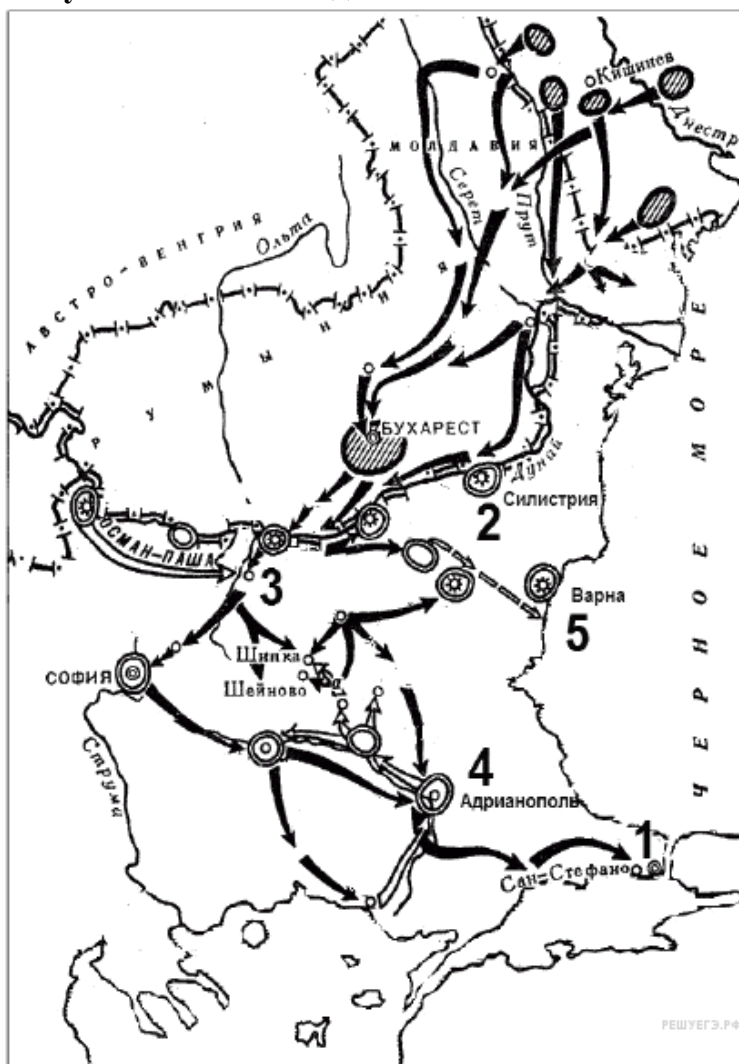 Кишинев
Днестр
МОЛДАВИЯ
Серет
Прут
Ольта
АВСТРО-ВЕНГРИЯ
РУМЫНИЯ
БУХАРЕСТ
Дунай
Силистрия
2
ОСМАН-ПАША
3
Варна
5
Шипка
Шейново
СОФИЯ
Струма
4
Адрианополь
1
Сан-Стефано
ЧЕРНОЕ МОРЕ
РЕШУЕГЭ.РФ